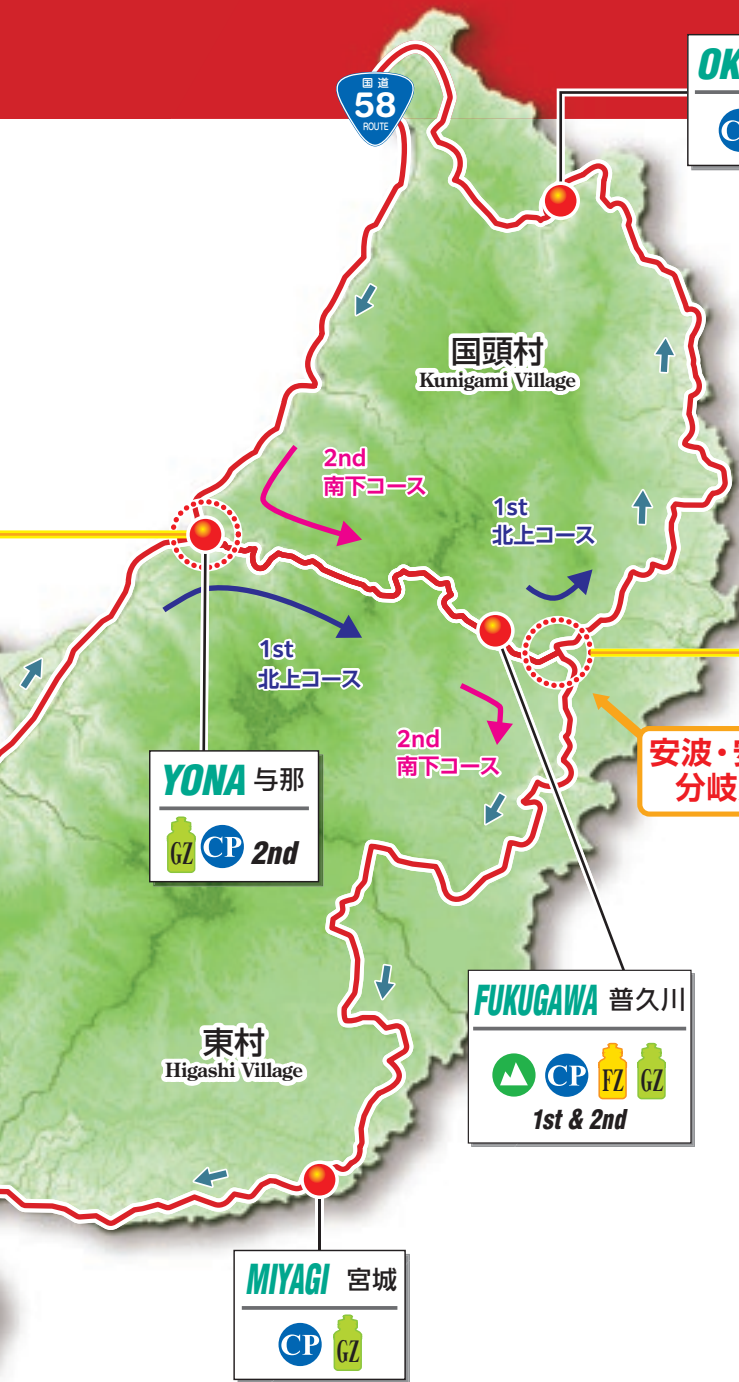 国道
58
ROUTE
OK
国頭村
Kunigami Village
2nd
南下コース
1st
北上コース
1st
北上コース
2nd
南下コース
安波・
分岐
YONA 与那
GZ CP 2nd
FUKUGAWA 普久川
CP FZ GZ
1st & 2nd
東村
Higashi Village
MIYAGI 宮城
CP GZ